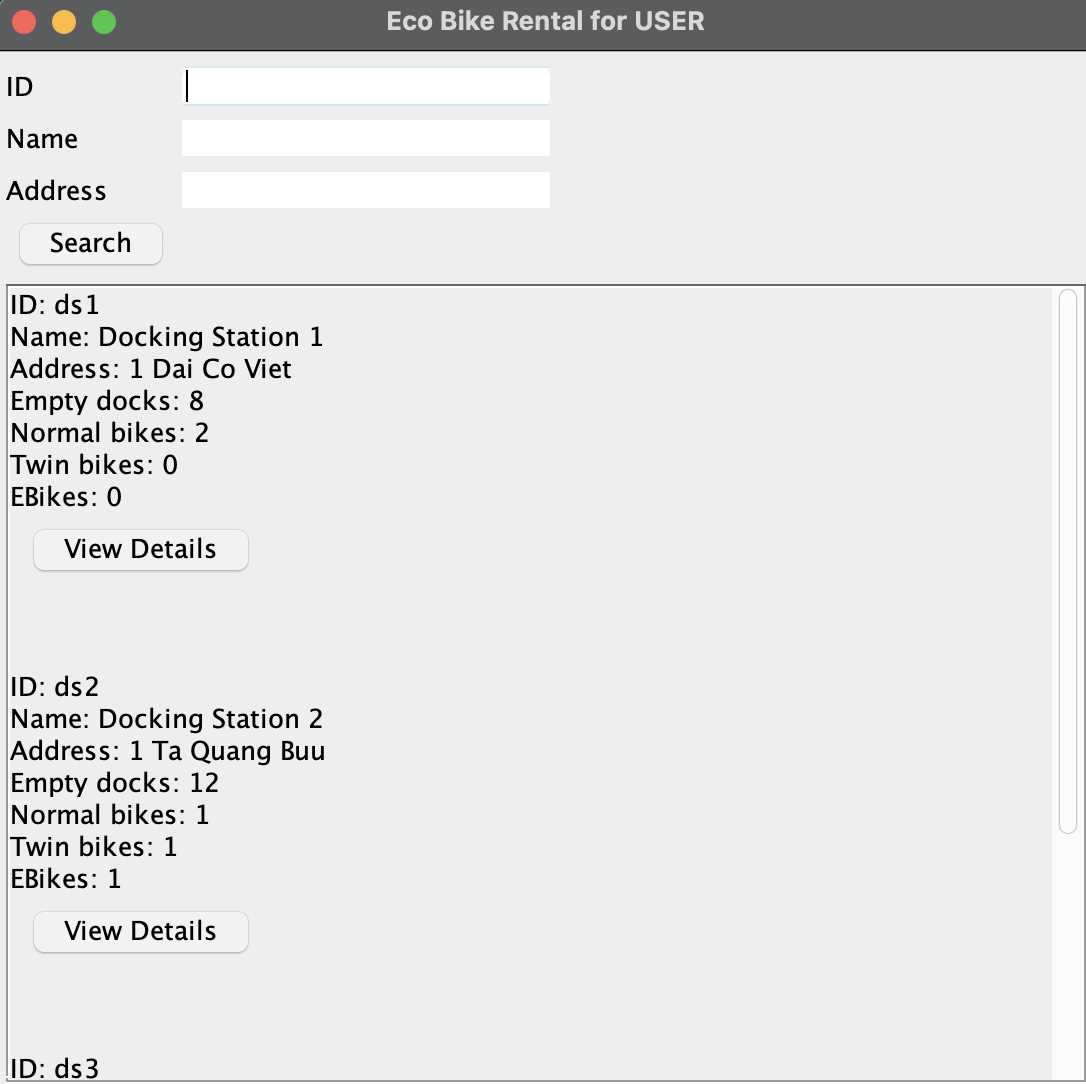 Eco Bike Rental for USER
ID
Name
Address
Search
ID: ds1
Name: Docking Station 1
Address: 1 Dai Co Viet
Empty docks: 8
Normal bikes: 2
Twin bikes: 0
EBikes: 0
View Details
ID: ds2
Name: Docking Station 2
Address: 1 Ta Quang Buu
Empty docks: 12
Normal bikes: 1
Twin bikes: 1
EBikes: 1
View Details
ID: ds3